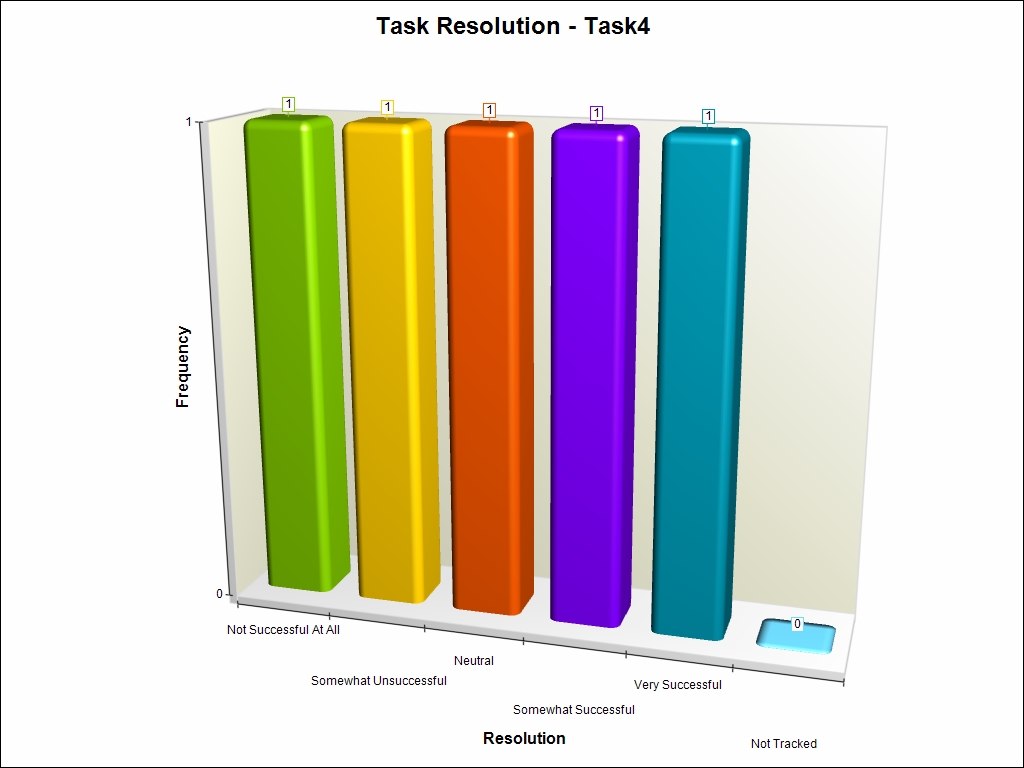 Task Resolution - Task4
1
1
1
1
1
1
Frequency
0
0
Not Successful At All
Neutral
Somewhat Unsuccessful
Very Successful
Somewhat Successful
Resolution
Not Tracked